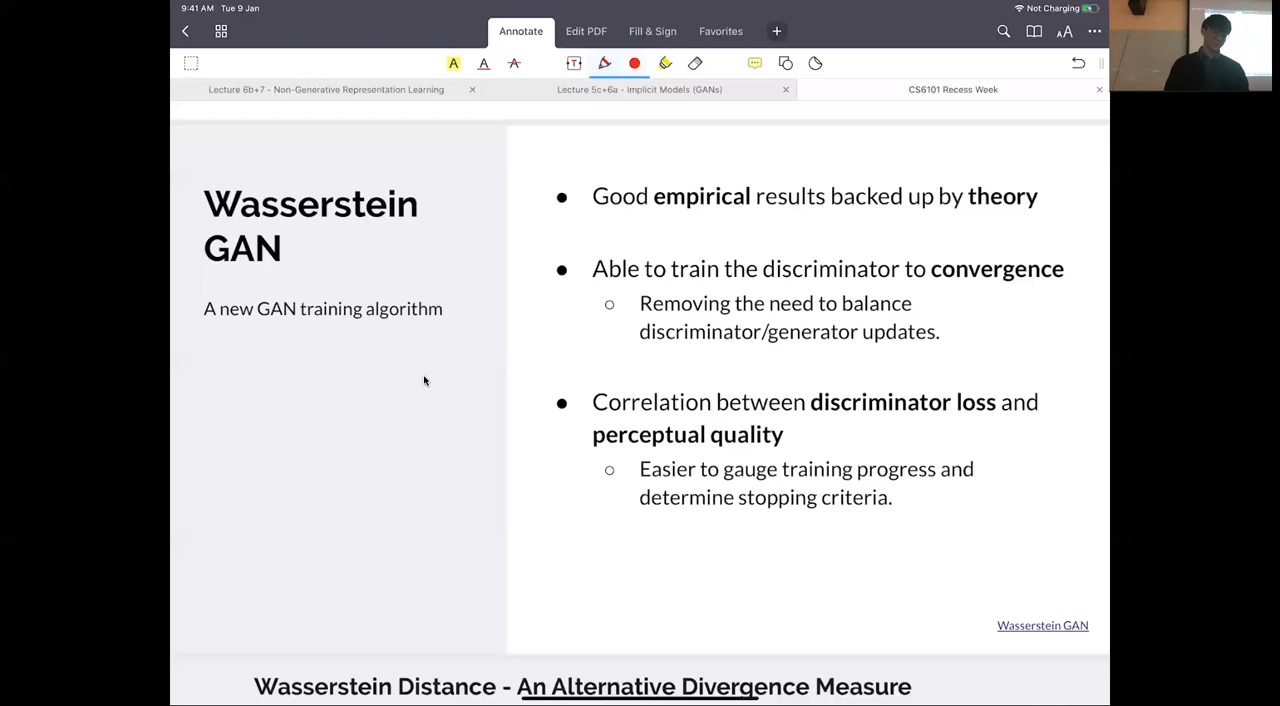 9:41 AM Tue 9 Jan
Not Charging
Annotate
Edit PDF
Fill & Sign
Favorites
Lecture 6b+7 - Non-Generative Representation Learning
Lecture 5c+6a - Implicit Models (GANs)
CS6101 Recess Week
Wasserstein
GAN
A new GAN training algorithm
● Good empirical results backed up by theory
● Able to train the discriminator to convergence
○ Removing the need to balance
discriminator/generator updates.
● Correlation between discriminator loss and
perceptual quality
○ Easier to gauge training progress and
determine stopping criteria.
Wasserstein GAN
Wasserstein Distance - An Alternative Divergence Measure